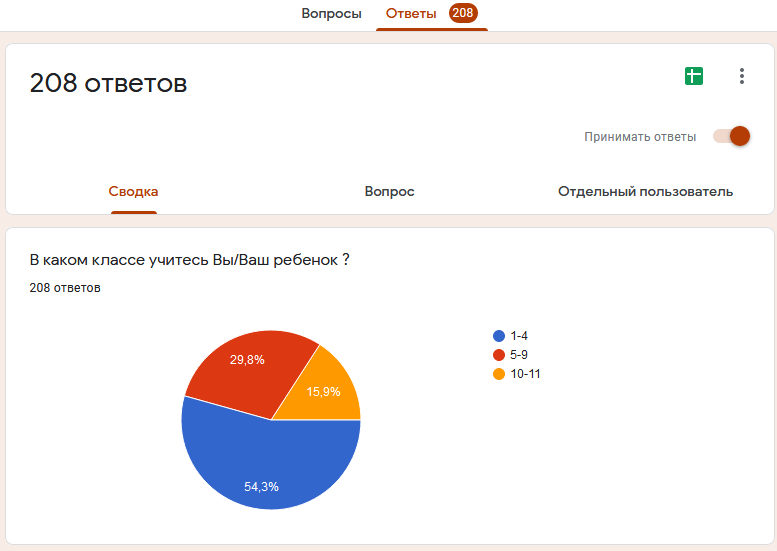 Вопросы Ответы 208
208 ответов
Принимать ответы
Сводка Вопрос Отдельный пользователь
В каком классе учитесь Вы/Ваш ребенок ?
208 ответов
1-4
5-9
10-11
29,8%
15,9%
54,3%